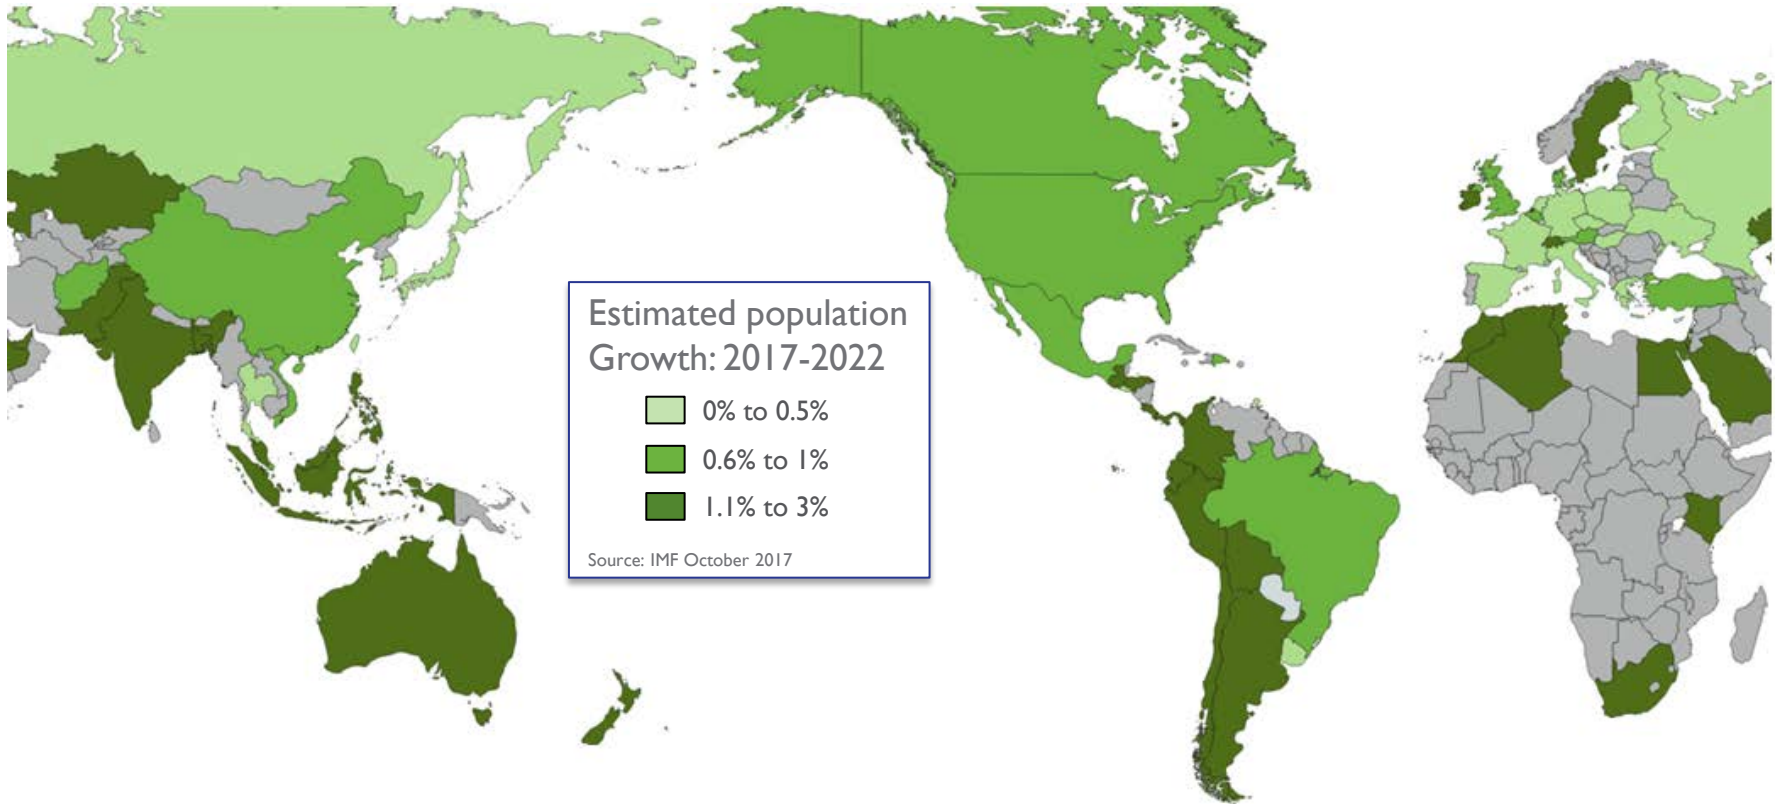 Estimated population
Growth: 2017-2022
0% to 0.5%
0.6% to 1%
1.1% to 3%
Source: IMF October 2017